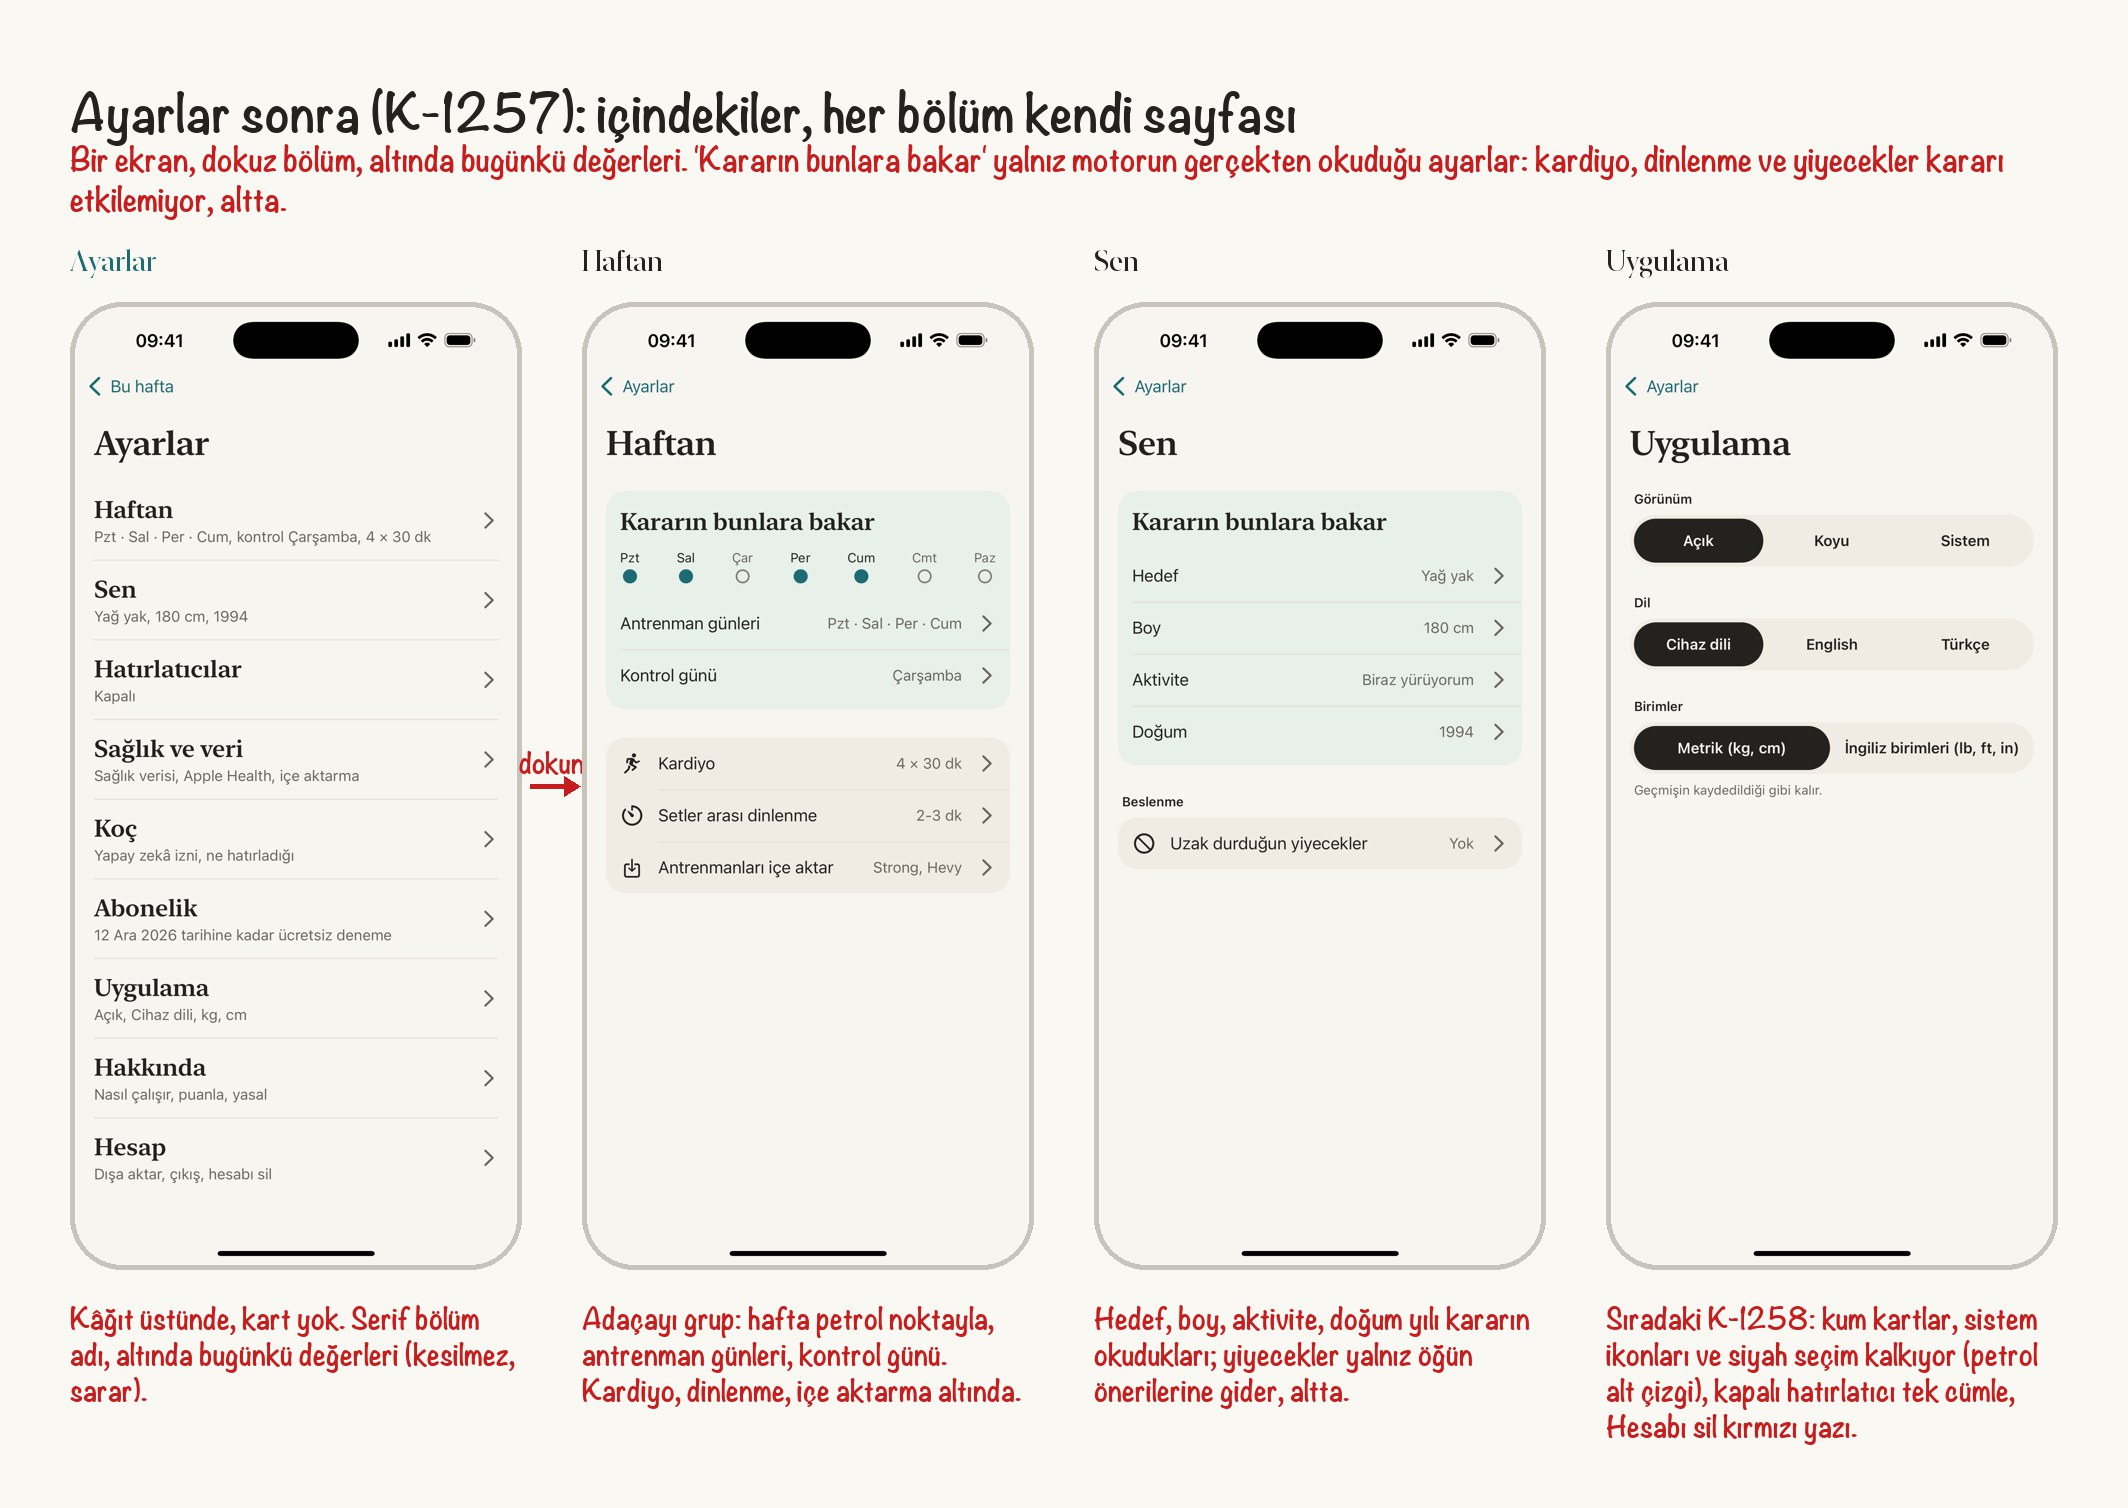 Ayarlar sonra (K-1257): içindekiler, her bölüm kendi sayfası
Bir ekran, dokuz bölüm, altında bugünkü değerleri. 'Kararın bunlara bakar' yalnız motorun gerçekten okuduğu ayarlar: kardiyo, dinlenme ve yiyecekler kararı
etkilemiyor, altta.
Ayarlar
09:41
Bu hafta
Ayarlar
Haftan
Pzt · Sal · Per · Cum, kontrol Çarşamba, 4 × 30 dk
Sen
Yağ yak, 180 cm, 1994
Hatırlatıcılar
Kapalı
Sağlık ve veri
Sağlık verisi, Apple Health, içe aktarma
Koç
Yapay zekâ izni, ne hatırladığı
Abonelik
12 Ara 2026 tarihine kadar ücretsiz deneme
Uygulama
Açık, Cihaz dili, kg, cm
Hakkında
Nasıl çalışır, puanla, yasal
Hesap
Dışa aktar, çıkış, hesabı sil
Kâğıt üstünde, kart yok. Serif bölüm
adı, altında bugünkü değerleri (kesilmez,
sarar).
dokun
Haftan
09:41
Ayarlar
Haftan
Kararın bunlara bakar
Pzt Sal Çar Per Cum Cmt Paz
Antrenman günleri Pzt · Sal · Per · Cum
Kontrol günü Çarşamba
Kardiyo 4 × 30 dk
Setler arası dinlenme 2-3 dk
Antrenmanları içe aktar Strong, Hevy
Adaçayı grup: hafta petrol noktayla,
antrenman günleri, kontrol günü.
Kardiyo, dinlenme, içe aktarma altında.
Sen
09:41
Ayarlar
Sen
Kararın bunlara bakar
Hedef Yağ yak
Boy 180 cm
Aktivite Biraz yürüyorum
Doğum 1994
Beslenme
Uzak durduğun yiyecekler Yok
Hedef, boy, aktivite, doğum yılı kararın
okudukları; yiyecekler yalnız öğün
önerilerine gider, altta.
Uygulama
09:41
Ayarlar
Uygulama
Görünüm
Açık Koyu Sistem
Dil
Cihaz dili English Türkçe
Birimler
Metrik (kg, cm) İngiliz birimleri (lb, ft, in)
Geçmişin kaydedildiği gibi kalır.
Sıradaki K-1258: kum kartlar, sistem
ikonları ve siyah seçim kalkıyor (petrol
alt çizgi), kapalı hatırlatıcı tek cümle,
Hesabı sil kırmızı yazı.